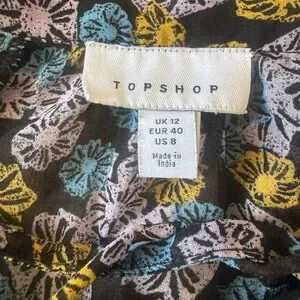 TOPSHOP
UK 12
EUR 40
US 8
Made in
India